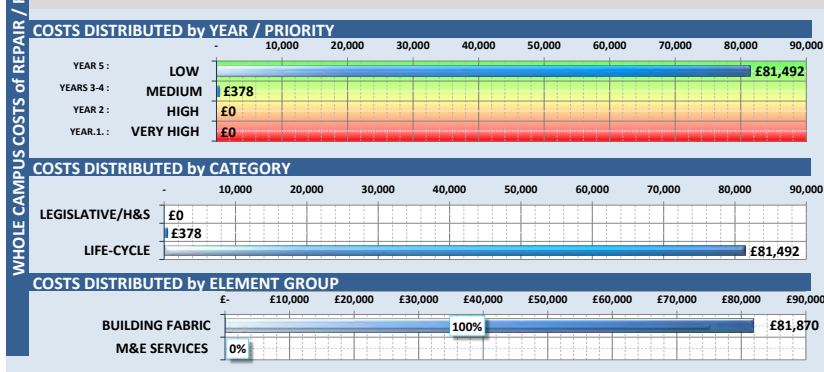 WHOLE CAMPUS COSTS of REPAIR /
COSTS DISTRIBUTED by YEAR / PRIORITY
- 10,000 20,000 30,000 40,000 50,000 60,000 70,000 80,000 90,000
YEAR 5 : LOW £81,492
YEARS 3-4 : MEDIUM £378
YEAR 2 : HIGH £0
YEAR.1. : VERY HIGH £0
COSTS DISTRIBUTED by CATEGORY
- 10,000 20,000 30,000 40,000 50,000 60,000 70,000 80,000 90,000
LEGISLATIVE/H&S £0
£378
LIFE-CYCLE £81,492
COSTS DISTRIBUTED by ELEMENT GROUP
£- £10,000 £20,000 £30,000 £40,000 £50,000 £60,000 £70,000 £80,000 £90,000
BUILDING FABRIC 100% £81,870
M&E SERVICES 0%